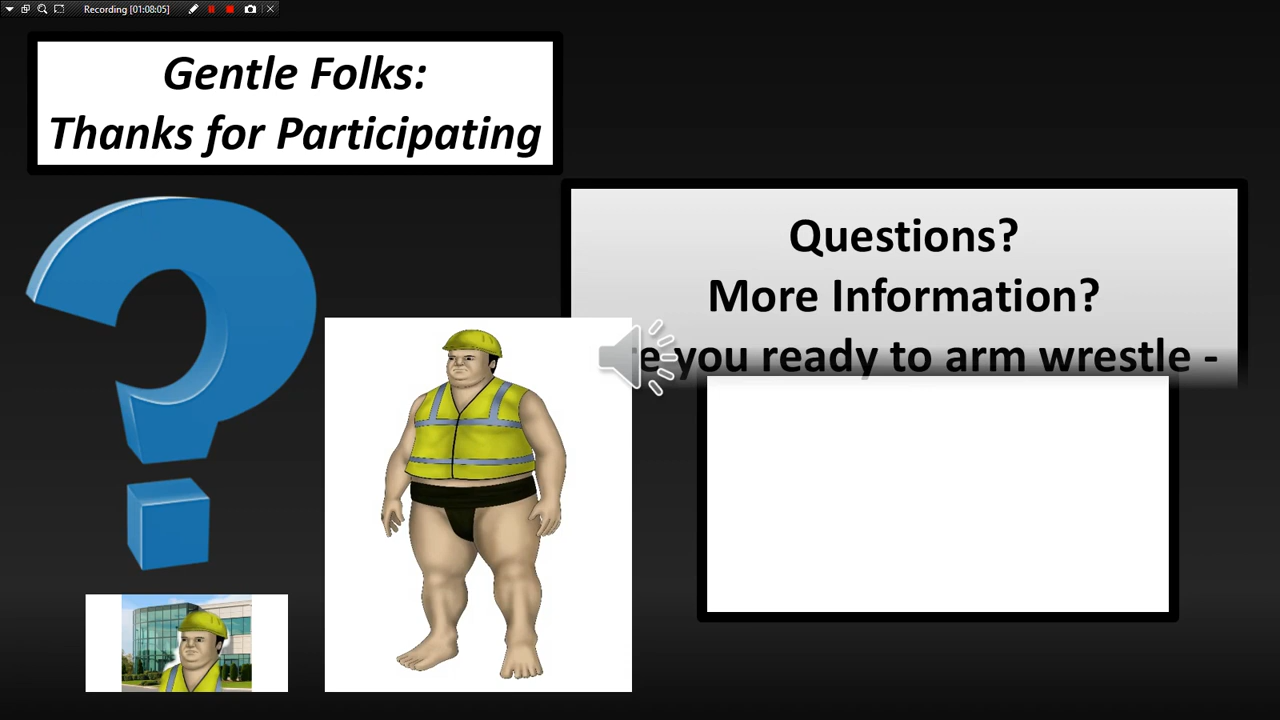 Recording [01:08:05]
Gentle Folks:
Thanks for Participating
Questions?
More Information?
you ready to arm wrestle -